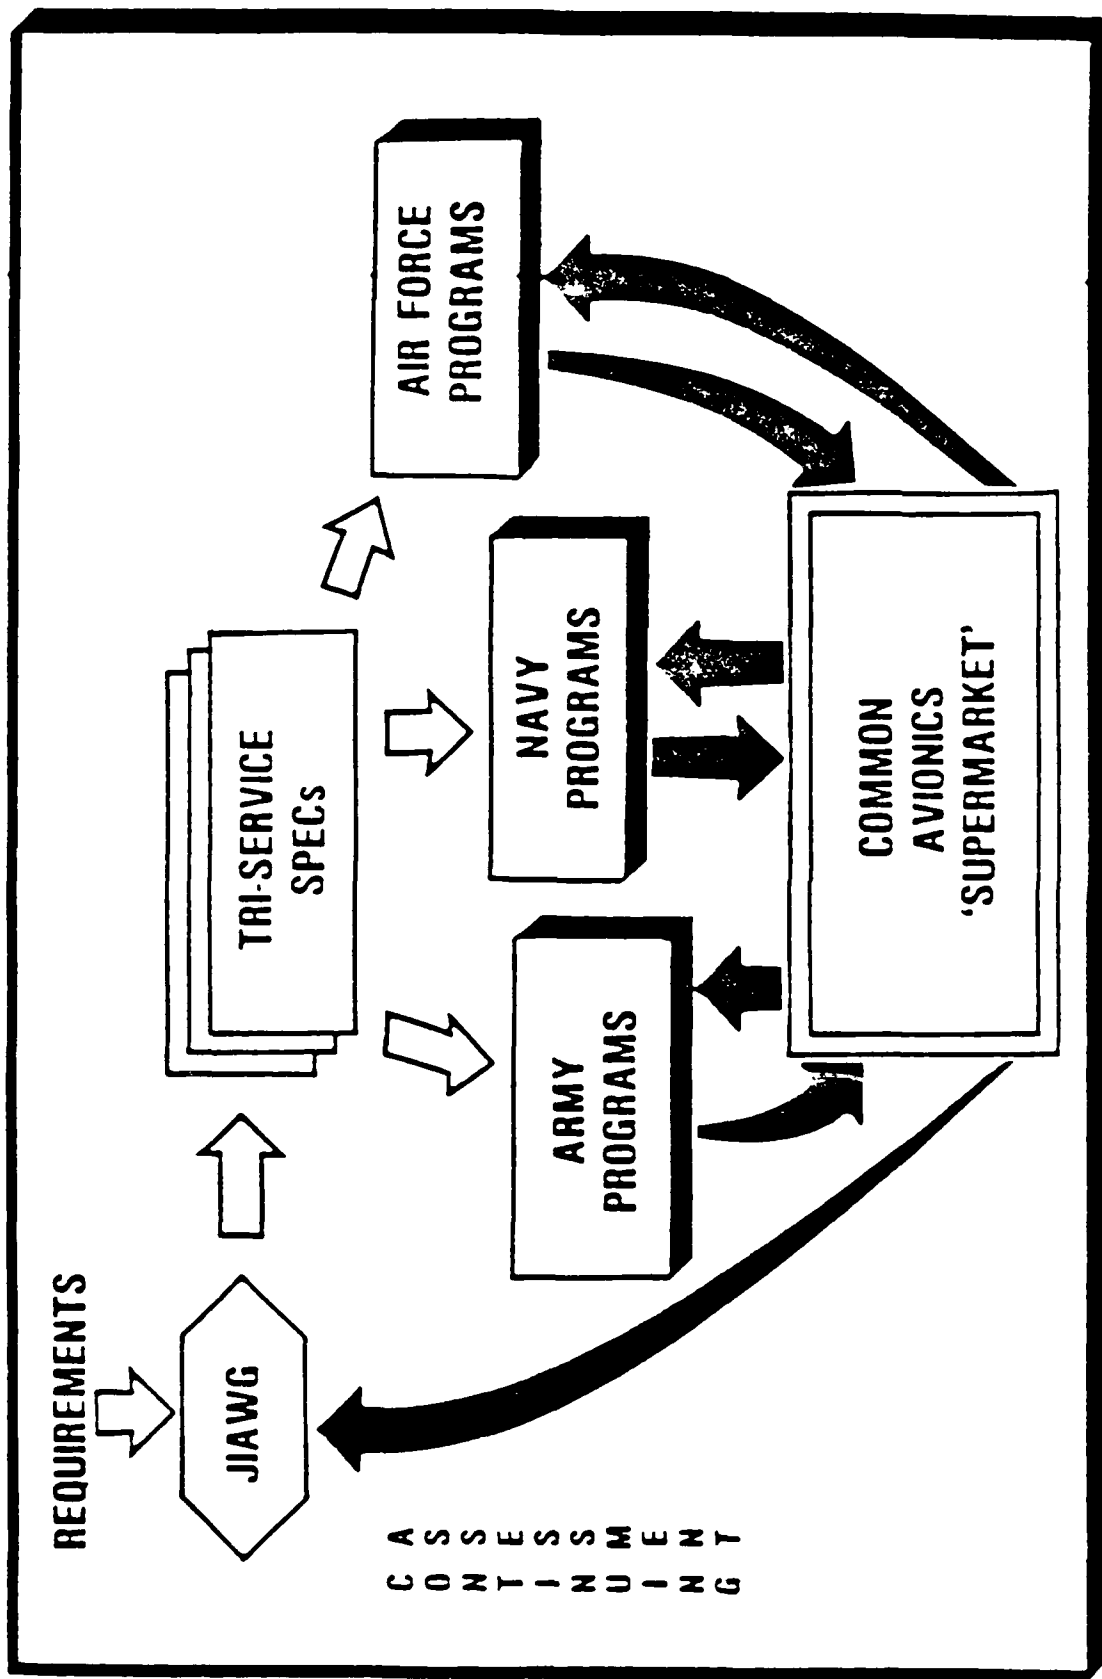 REQUIREMENTS
JIAWG
TRI-SERVICE
SPECs
CONTINUING
ASSESSMENT
ARMY
PROGRAMS
NAVY
PROGRAMS
AIR FORCE
PROGRAMS
COMMON
AVIONICS
'SUPERMARKET'